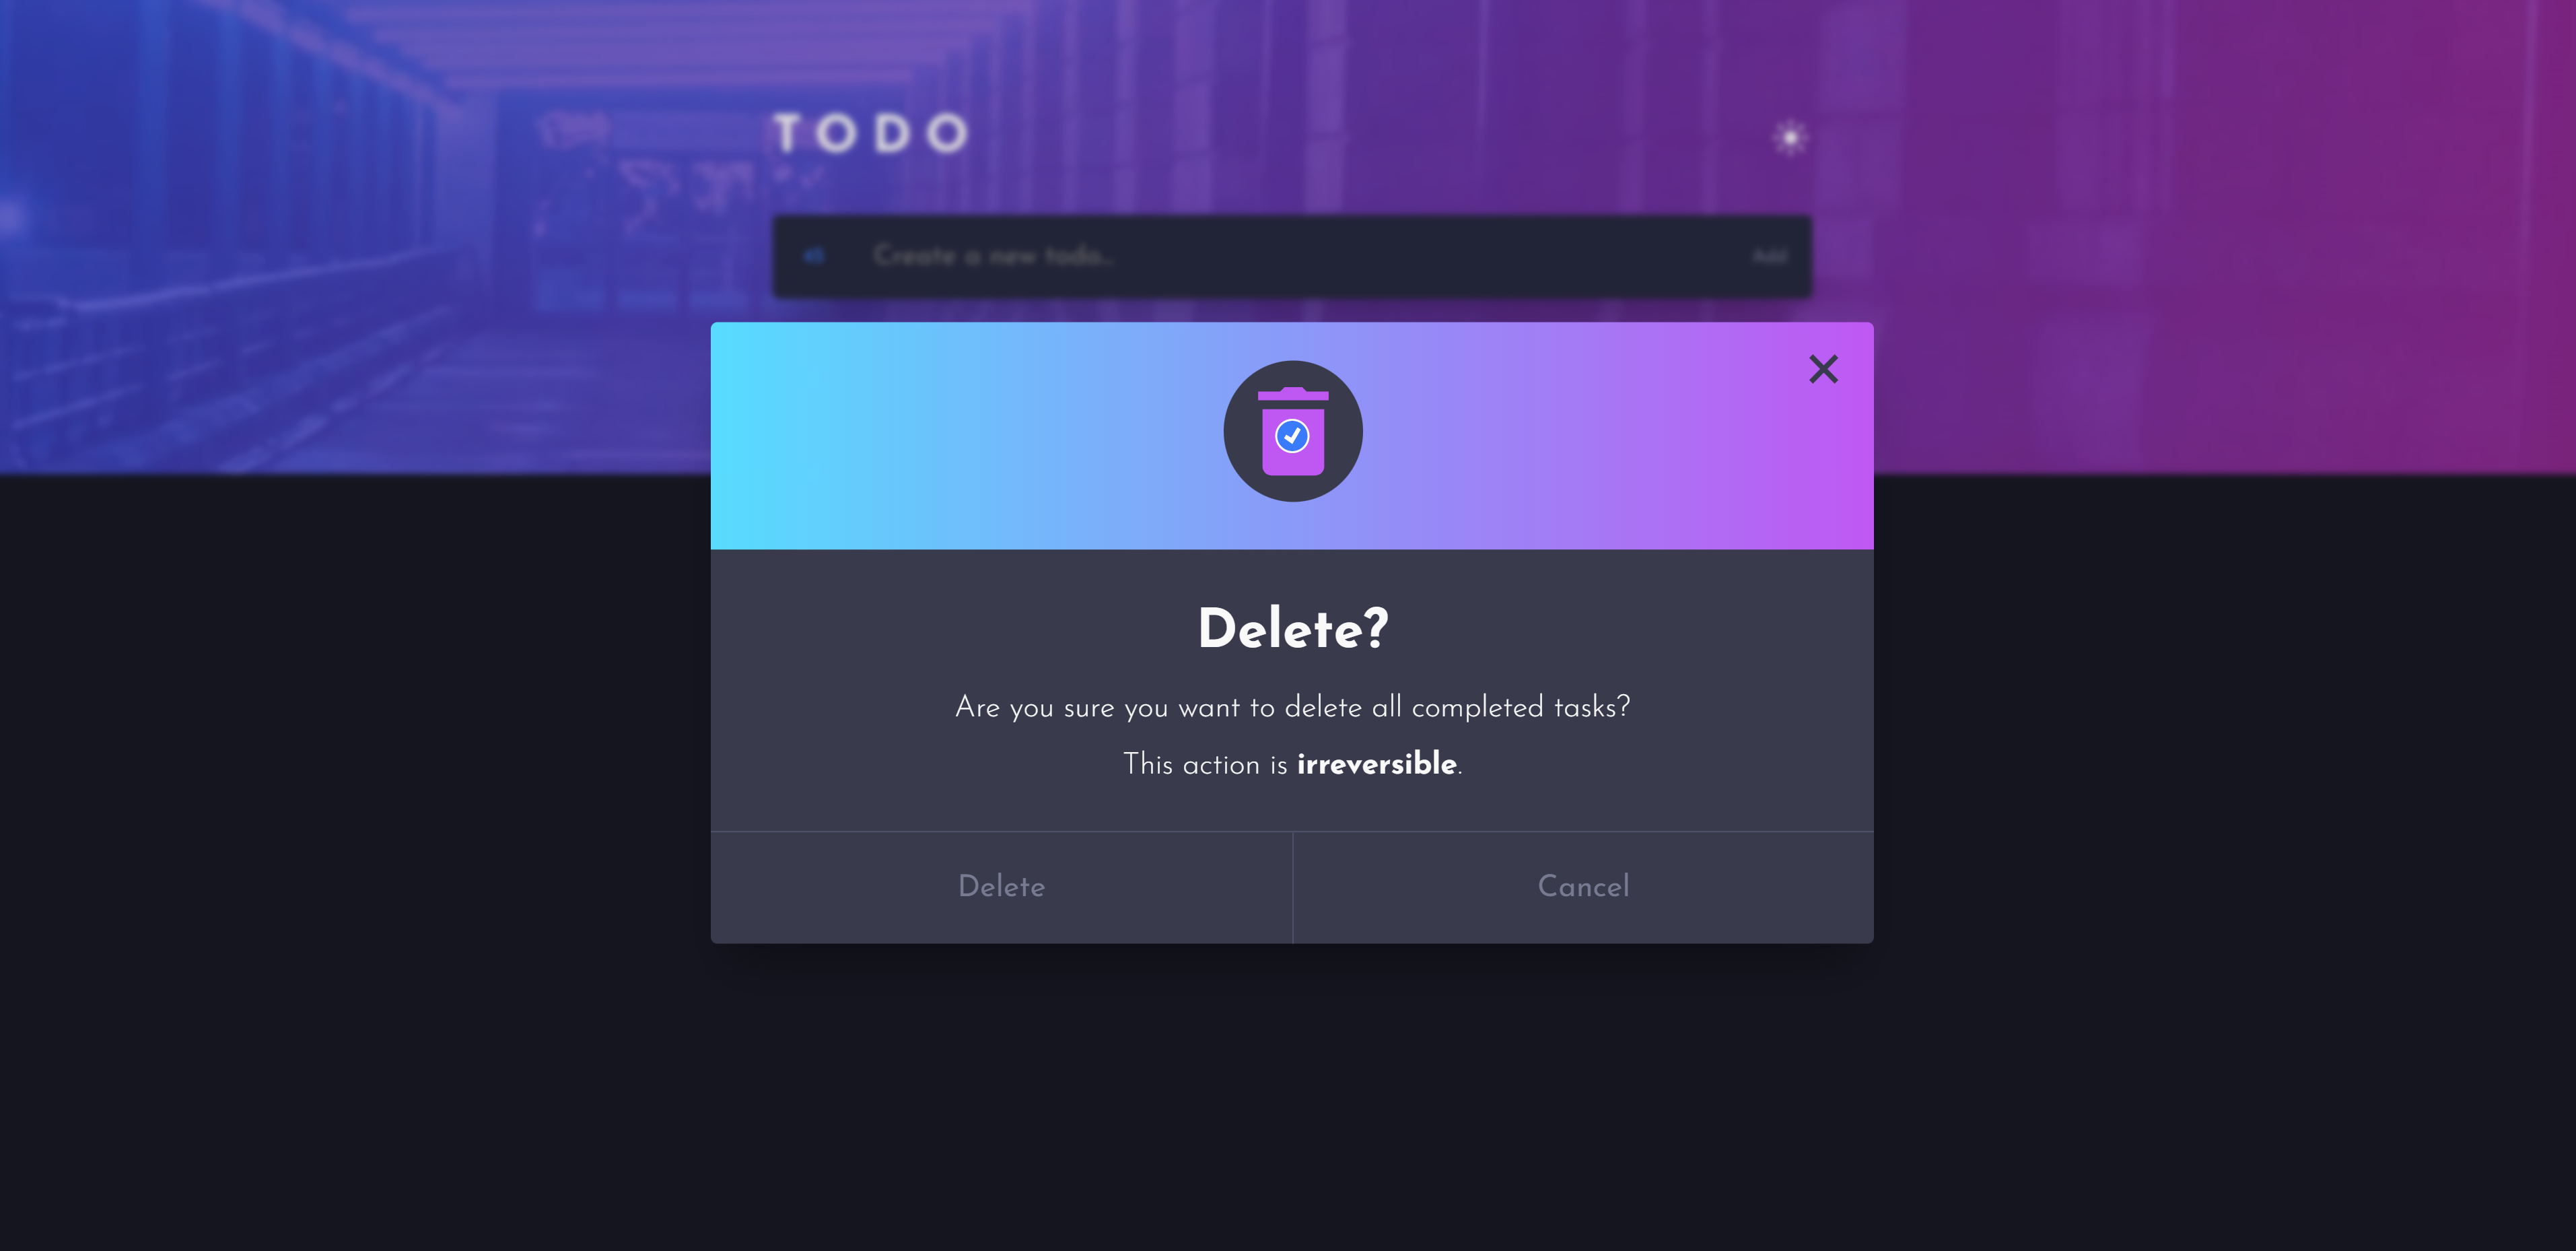 TODO
45
Create a new todo...
Add
Delete?
Are you sure you want to delete all completed tasks?
This action is irreversible.
Delete
Cancel